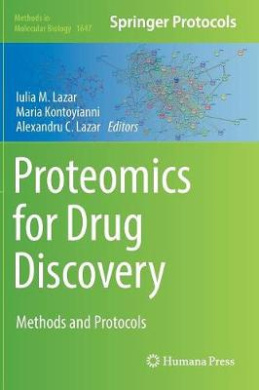 Methods in
Molecular Biology 1647
Springer Protocols
Iulia M. Lazar
Maria Kontoyianni
Alexandru C. Lazar Editors
Proteomics
for Drug
Discovery
Methods and Protocols
Humana Press